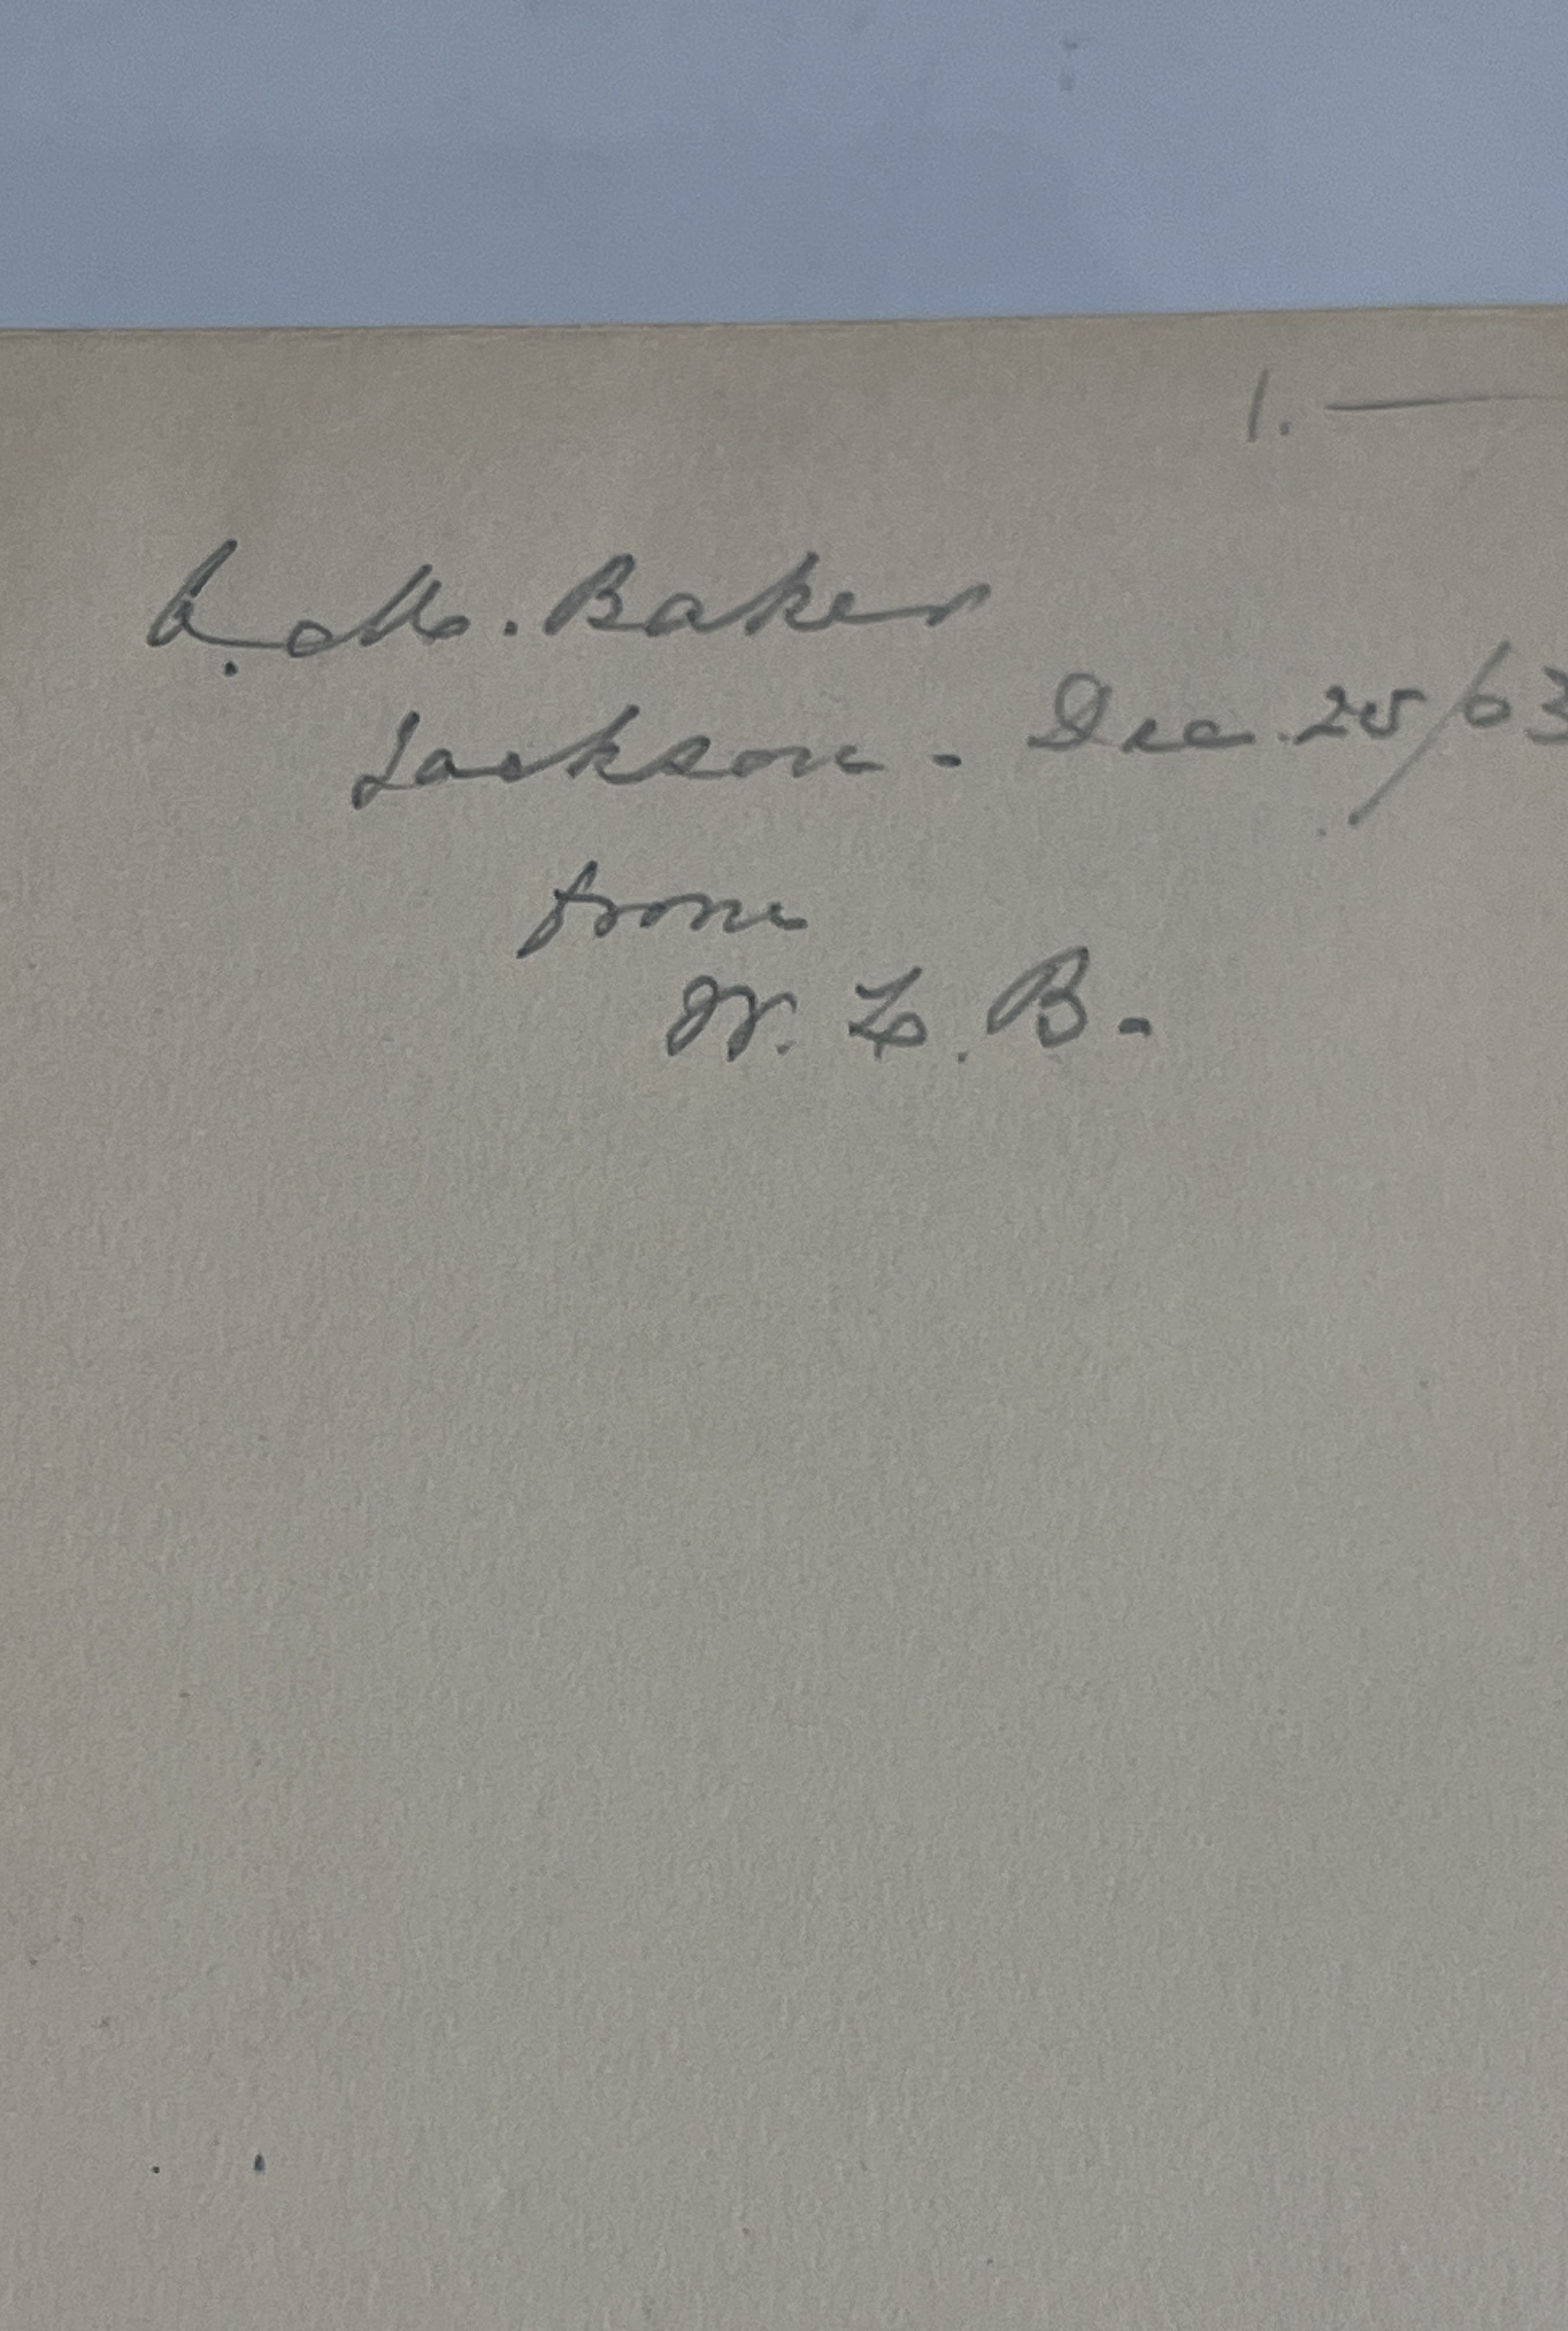 1. —
L. M. Baker
Jackson - Dec. 25/63
from
W. L. B.